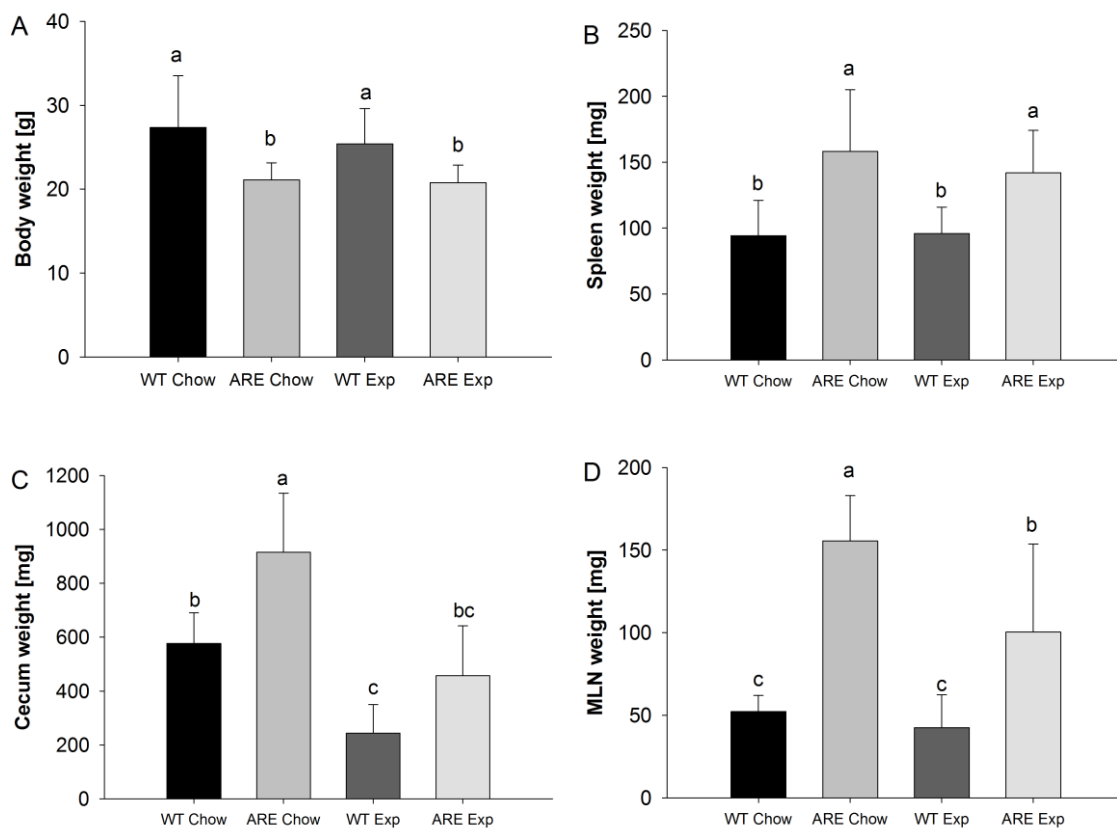 A
Body weight [g]
40
30
20
10
0
a
b
a
b
WT Chow ARE Chow WT Exp ARE Exp
B
Spleen weight [mg]
250
200
150
100
50
0
b
a
b
a
WT Chow ARE Chow WT Exp ARE Exp
C
Cecum weight [mg]
1200
1000
800
600
400
200
0
b
a
c
bc
WT Chow ARE Chow WT Exp ARE Exp
D
MLN weight [mg]
200
150
100
50
0
c
a
c
b
WT Chow ARE Chow WT Exp ARE Exp